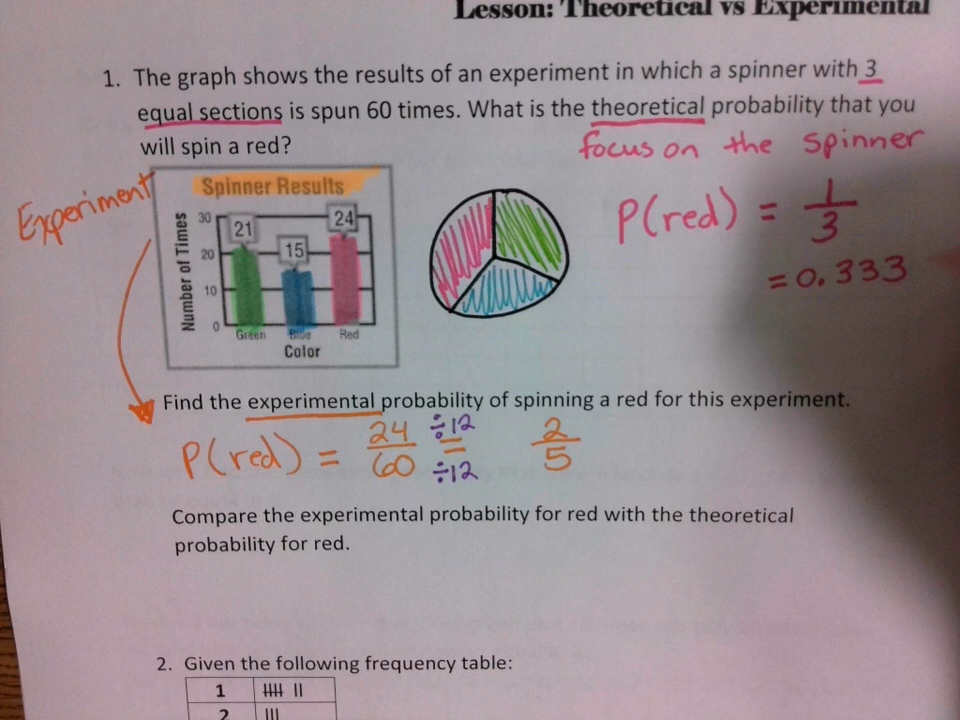 Lesson: Theoretical vs Experimental
1. The graph shows the results of an experiment in which a spinner with 3
equal sections is spun 60 times. What is the theoretical probability that you
will spin a red?
focus on the spinner
Experiment
Spinner Results
Number of Times
30
20
10
0
21
15
24
Green
Blue
Red
Color
P(red) = 1/3
= 0.333
Find the experimental probability of spinning a red for this experiment.
P(red) = 24/60 ÷12/÷12 = 2/5
Compare the experimental probability for red with the theoretical
probability for red.
2. Given the following frequency table:
1 卌 II
2 III